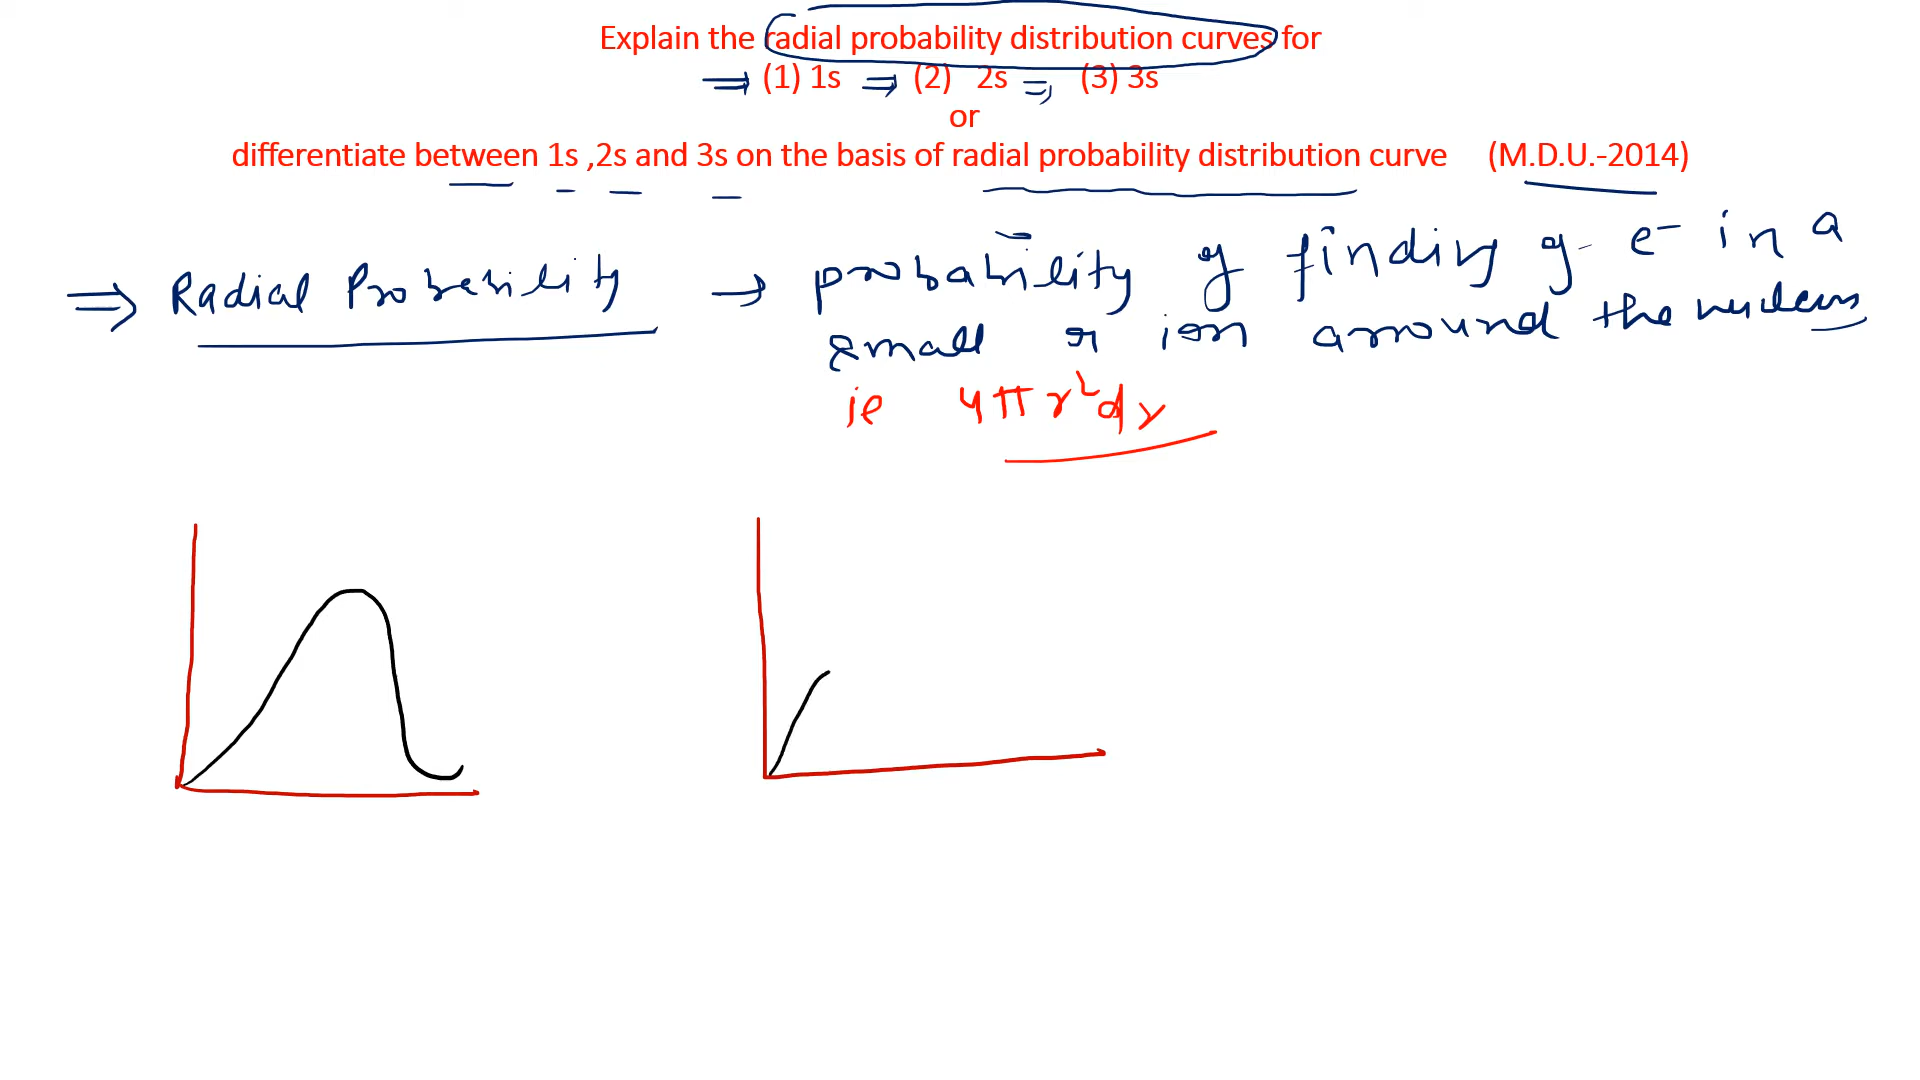 Explain the radial probability distribution curves for
⇒ (1) 1s ⇒ (2) 2s ⇒ (3) 3s
or
differentiate between 1s ,2s and 3s on the basis of radial probability distribution curve (M.D.U.-2014)
⇒ Radial Probability → probability of finding of e⁻ in a
small around the nucleus
ie 4πr²dr